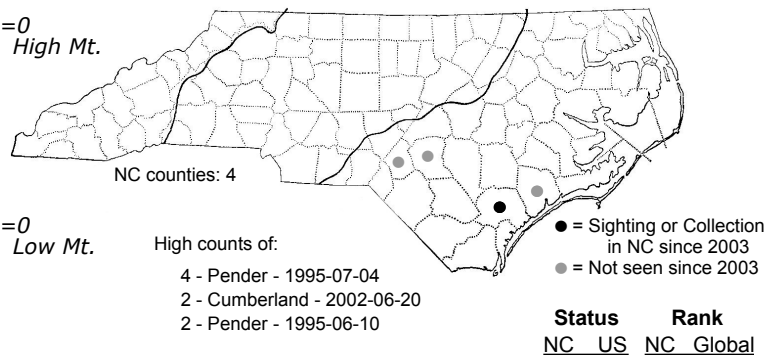 =0
High Mt.
NC counties: 4
=0
Low Mt.
High counts of:
4 - Pender - 1995-07-04
2 - Cumberland - 2002-06-20
2 - Pender - 1995-06-10
= Sighting or Collection
in NC since 2003
= Not seen since 2003
Status Rank
NC US NC Global